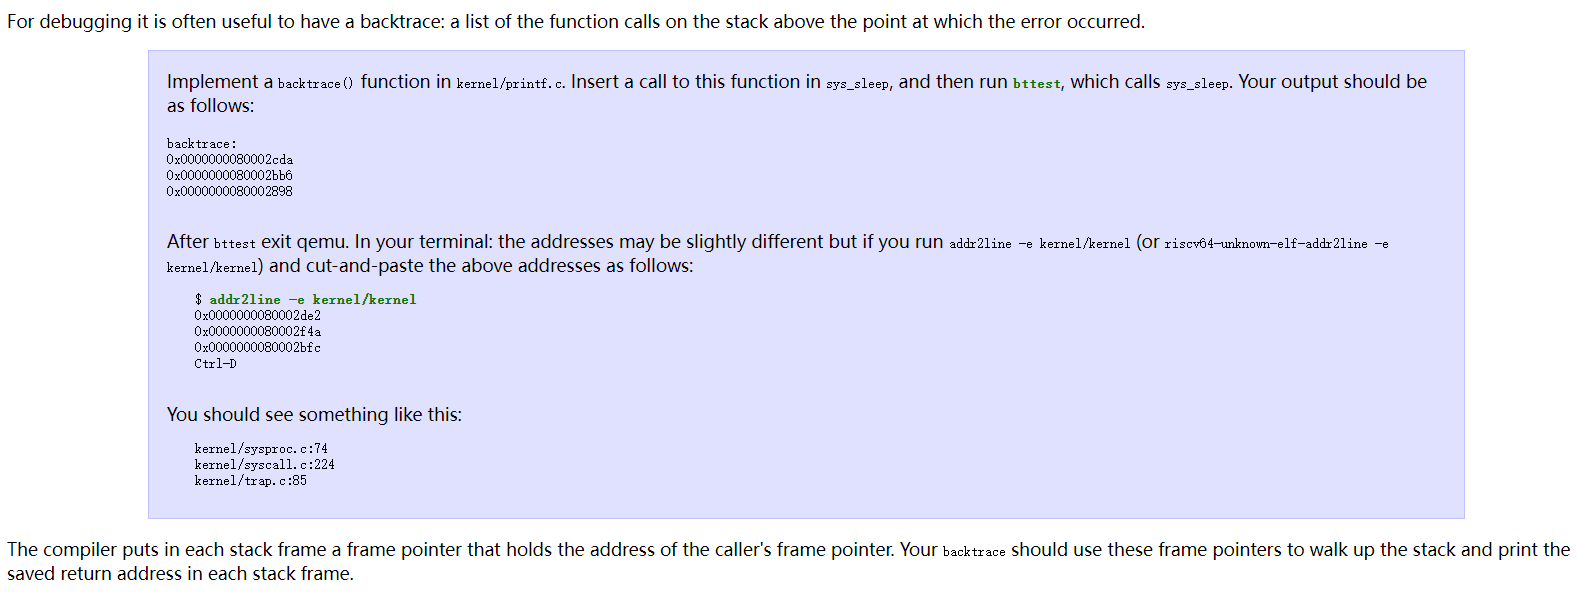 For debugging it is often useful to have a backtrace: a list of the function calls on the stack above the point at which the error occurred.
Implement a backtrace() function in kernel/printf.c. Insert a call to this function in sys_sleep, and then run bttest, which calls sys_sleep. Your output should be
as follows:
backtrace:
0x0000000080002cda
0x0000000080002bb6
0x0000000080002898
After bttest exit qemu. In your terminal: the addresses may be slightly different but if you run addr2line -e kernel/kernel (or riscv64-unknown-elf-addr2line -e
kernel/kernel) and cut-and-paste the above addresses as follows:
$ addr2line -e kernel/kernel
0x0000000080002de2
0x0000000080002f4a
0x0000000080002bfc
Ctrl-D
You should see something like this:
kernel/sysproc.c:74
kernel/syscall.c:224
kernel/trap.c:85
The compiler puts in each stack frame a frame pointer that holds the address of the caller's frame pointer. Your backtrace should use these frame pointers to walk up the stack and print the
saved return address in each stack frame.